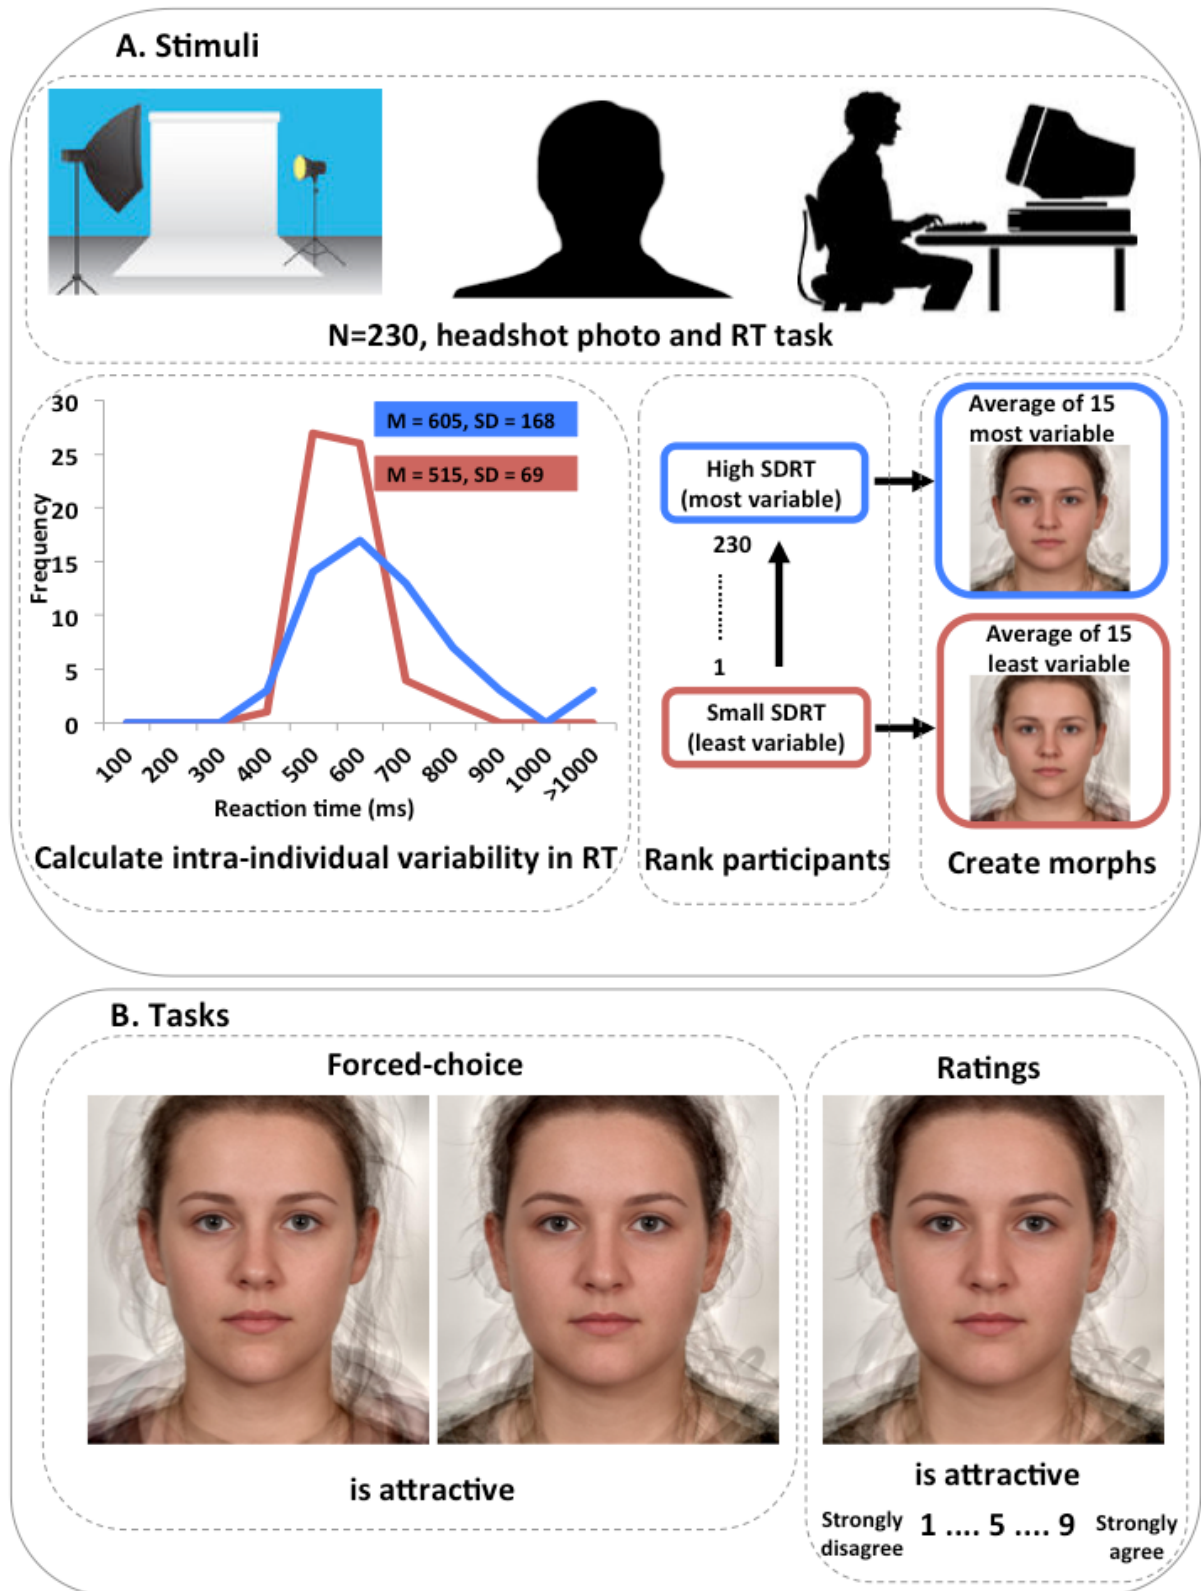 A. Stimuli
N=230, headshot photo and RT task
30
25
20
15
10
5
0
Frequency
M = 605, SD = 168
M = 515, SD = 69
100
200
300
400
500
600
700
800
900
1000
>1000
Reaction time (ms)
Calculate intra-individual variability in RT
High SDRT
(most variable)
230
1
Small SDRT
(least variable)
Rank participants
Average of 15
most variable
Average of 15
least variable
Create morphs
B. Tasks
Forced-choice
is attractive
Ratings
is attractive
Strongly
disagree
1 .... 5 .... 9
Strongly
agree